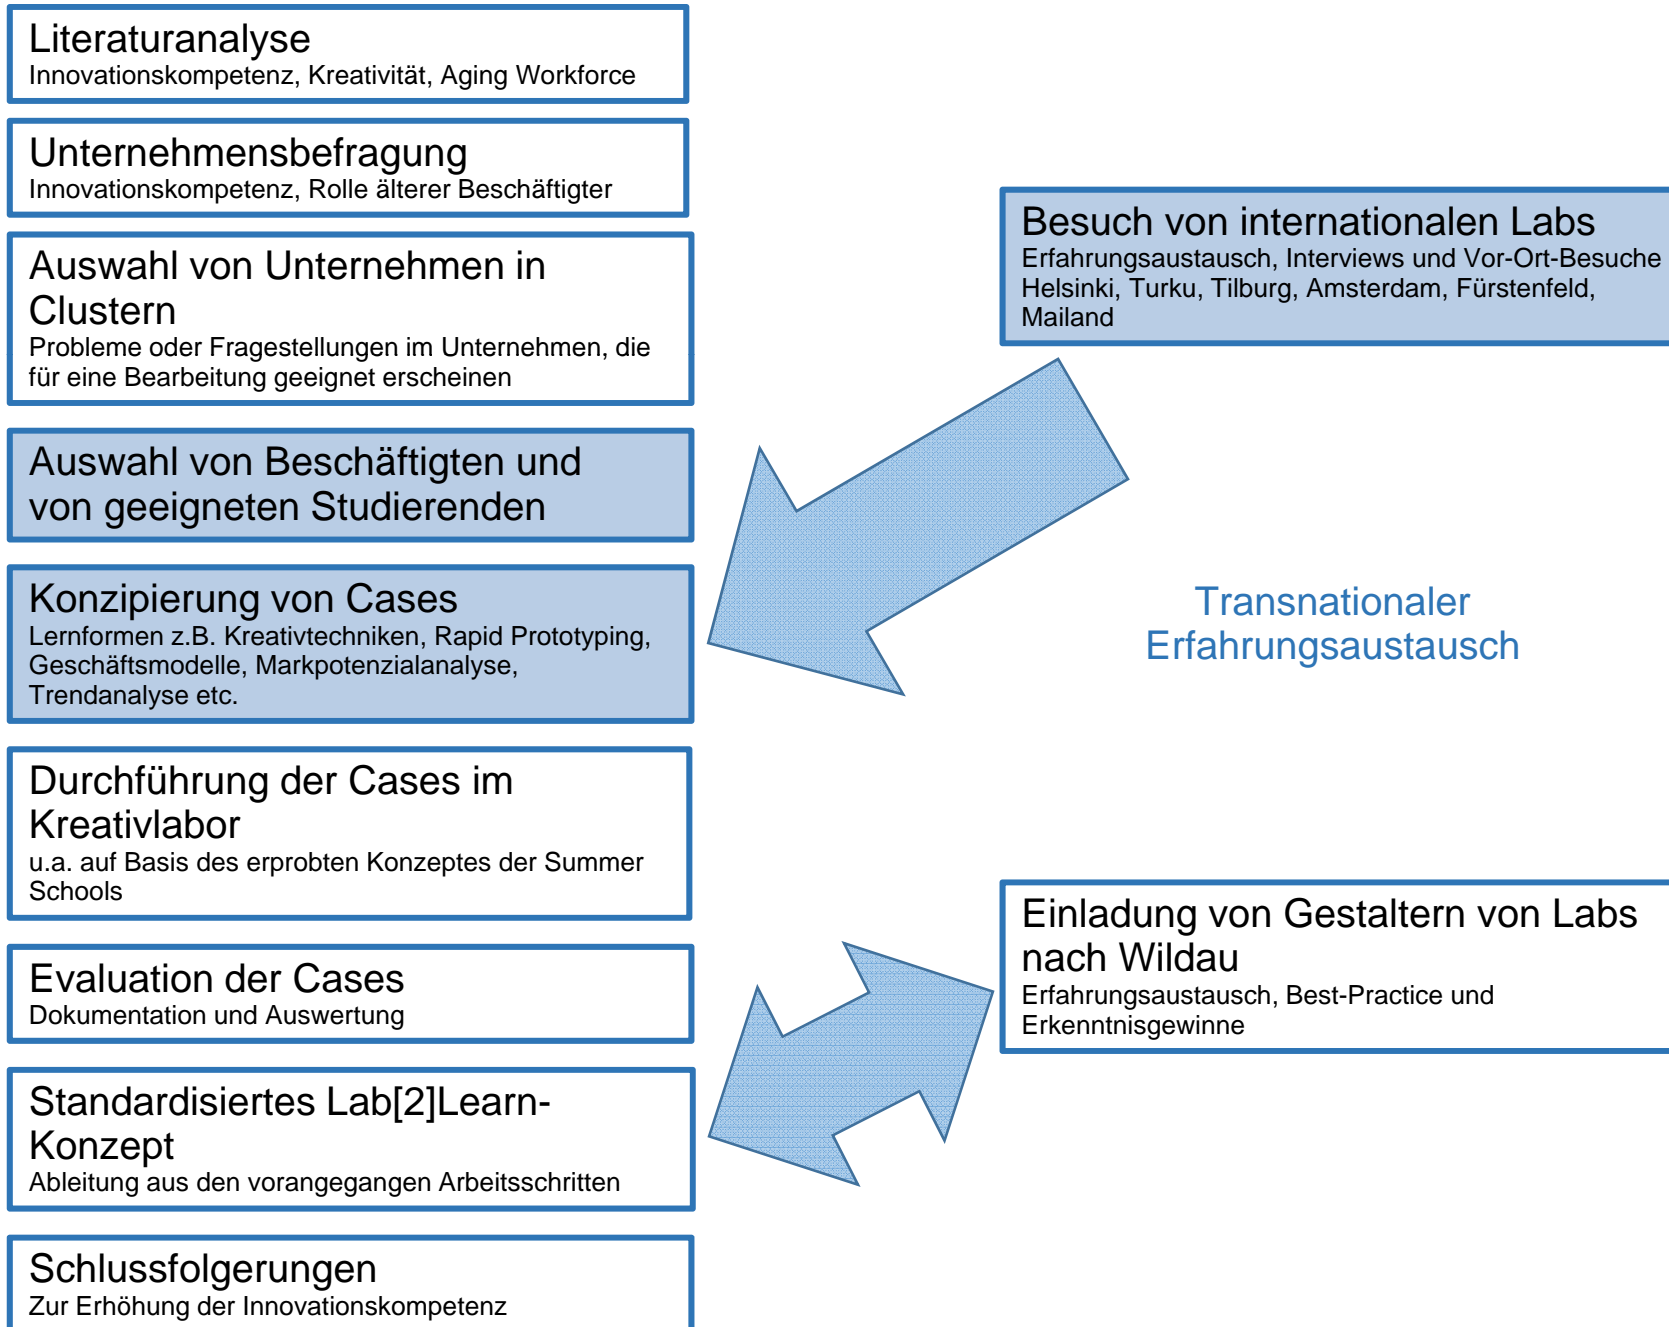 Literaturanalyse
Innovationskompetenz, Kreativität, Aging Workforce
Unternehmensbefragung
Innovationskompetenz, Rolle älterer Beschäftigter
Auswahl von Unternehmen in
Clustern
Probleme oder Fragestellungen im Unternehmen, die
für eine Bearbeitung geeignet erscheinen
Auswahl von Beschäftigten und
von geeigneten Studierenden
Konzipierung von Cases
Lernformen z.B. Kreativtechniken, Rapid Prototyping,
Geschäftsmodelle, Markpotenzialanalyse,
Trendanalyse etc.
Durchführung der Cases im
Kreativlabor
u.a. auf Basis des erprobten Konzeptes der Summer
Schools
Evaluation der Cases
Dokumentation und Auswertung
Standardisiertes Lab[2]Learn-
Konzept
Ableitung aus den vorangegangen Arbeitsschritten
Schlussfolgerungen
Zur Erhöhung der Innovationskompetenz
Besuch von internationalen Labs
Erfahrungsaustausch, Interviews und Vor-Ort-Besuche
Helsinki, Turku, Tilburg, Amsterdam, Fürstenfeld,
Mailand
Transnationaler
Erfahrungsaustausch
Einladung von Gestaltern von Labs
nach Wildau
Erfahrungsaustausch, Best-Practice und
Erkenntnisgewinne